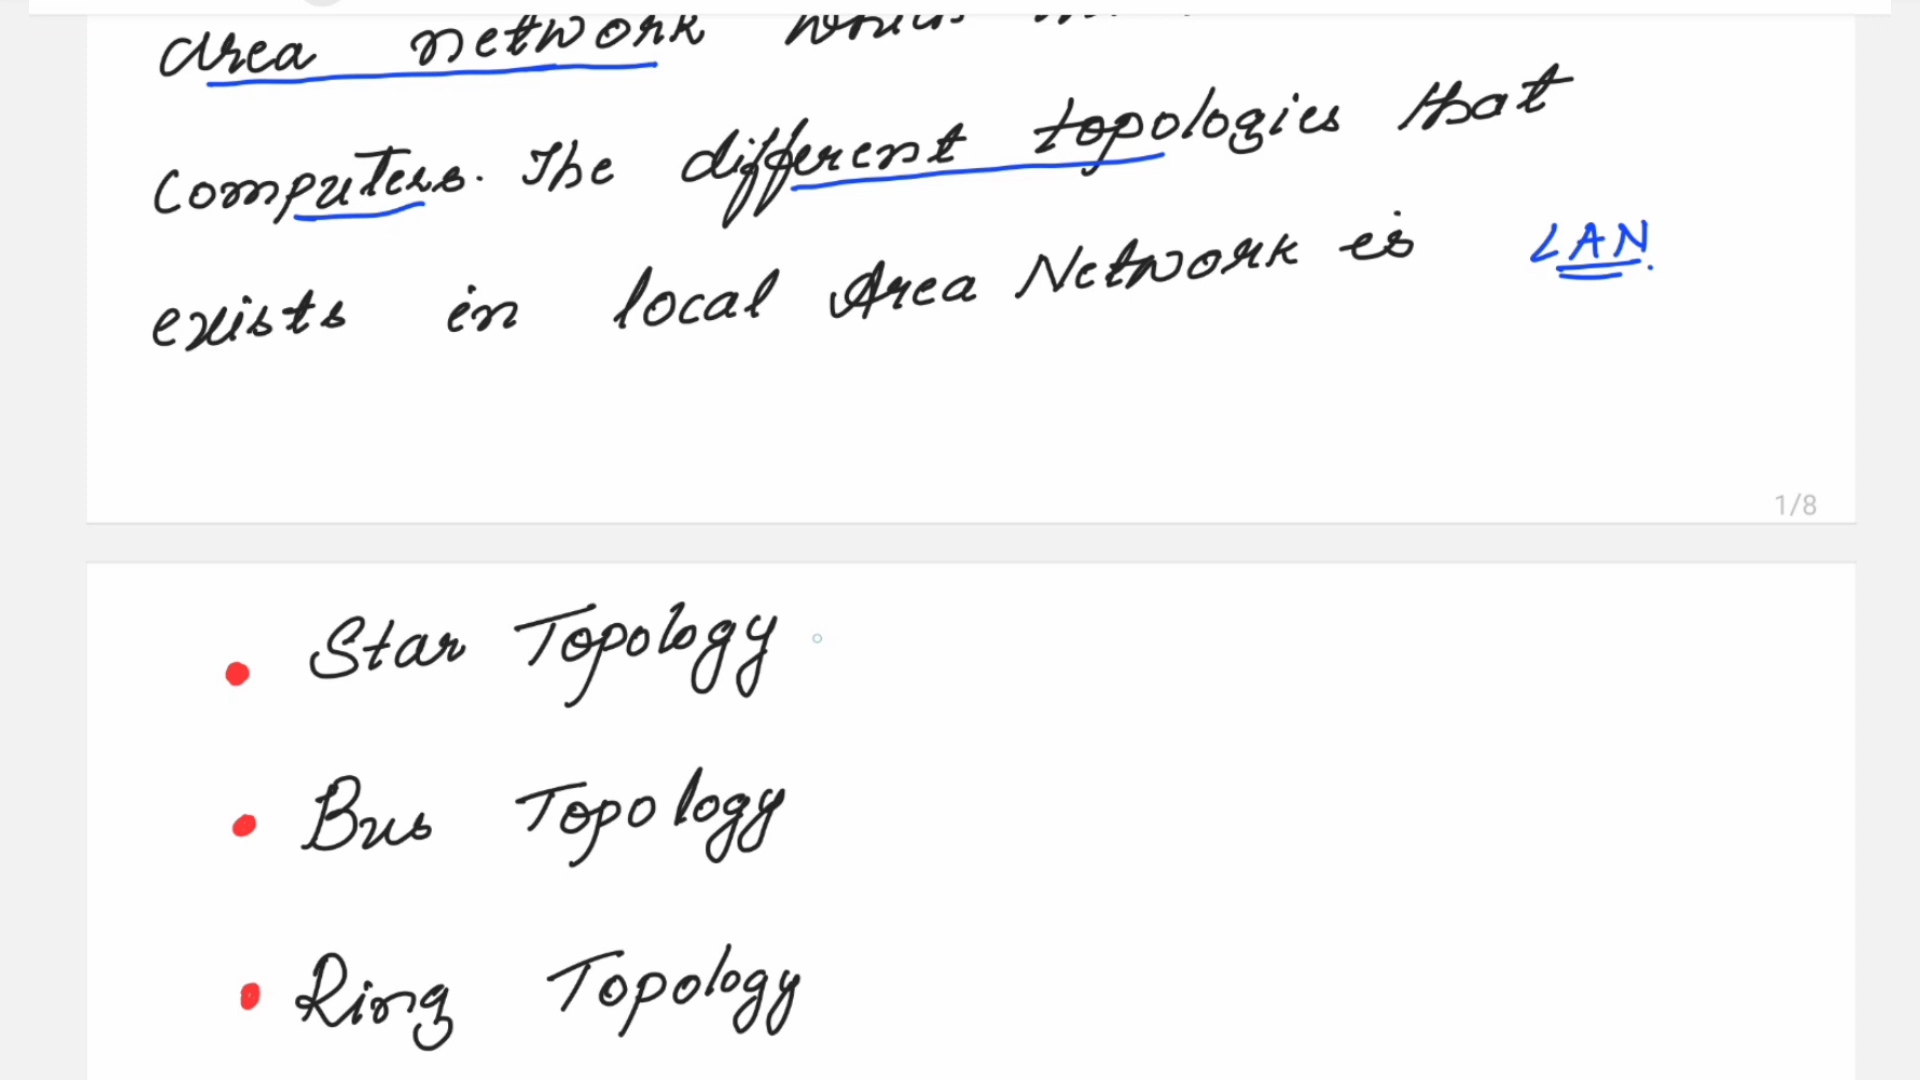 area network which
Computers. The different topologies that
exists in local Area Network is LAN.
1/8
• Star Topology
• Bus Topology
• Ring Topology